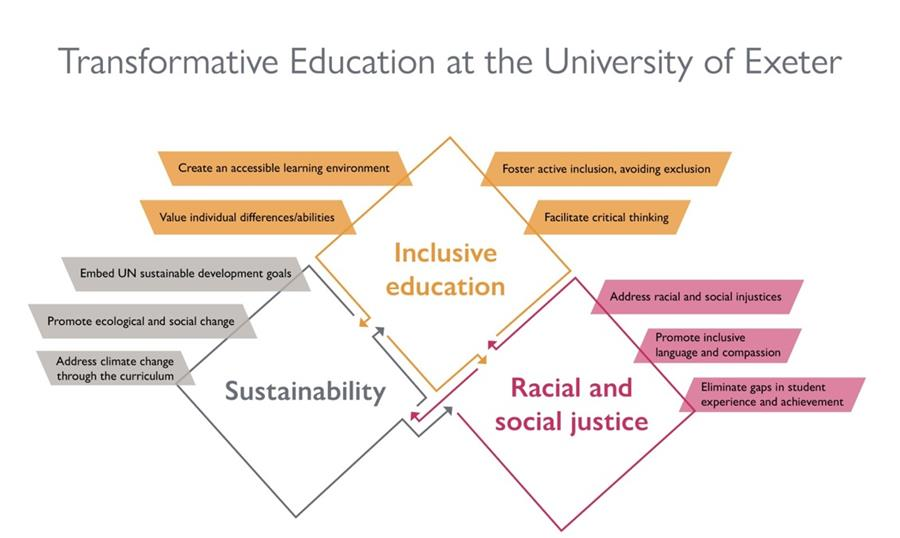 Transformative Education at the University of Exeter
Create an accessible learning environment
Foster active inclusion, avoiding exclusion
Value individual differences/abilities
Facilitate critical thinking
Inclusive
education
Embed UN sustainable development goals
Promote ecological and social change
Address climate change
through the curriculum
Sustainability
Address racial and social injustices
Promote inclusive
language and compassion
Eliminate gaps in student
experience and achievement
Racial and
social justice